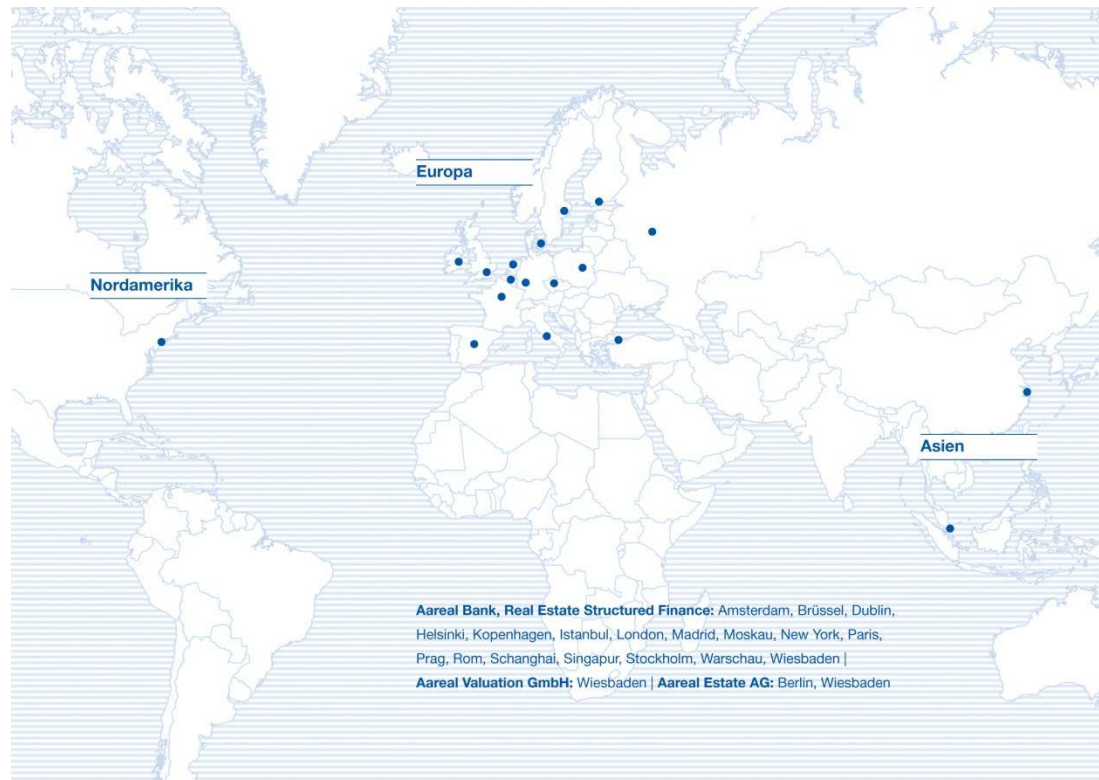 Europa
Nordamerika
Asien
Aareal Bank, Real Estate Structured Finance: Amsterdam, Brüssel, Dublin,
Helsinki, Kopenhagen, Istanbul, London, Madrid, Moskau, New York, Paris,
Prag, Rom, Schanghai, Singapur, Stockholm, Warschau, Wiesbaden |
Aareal Valuation GmbH: Wiesbaden | Aareal Estate AG: Berlin, Wiesbaden